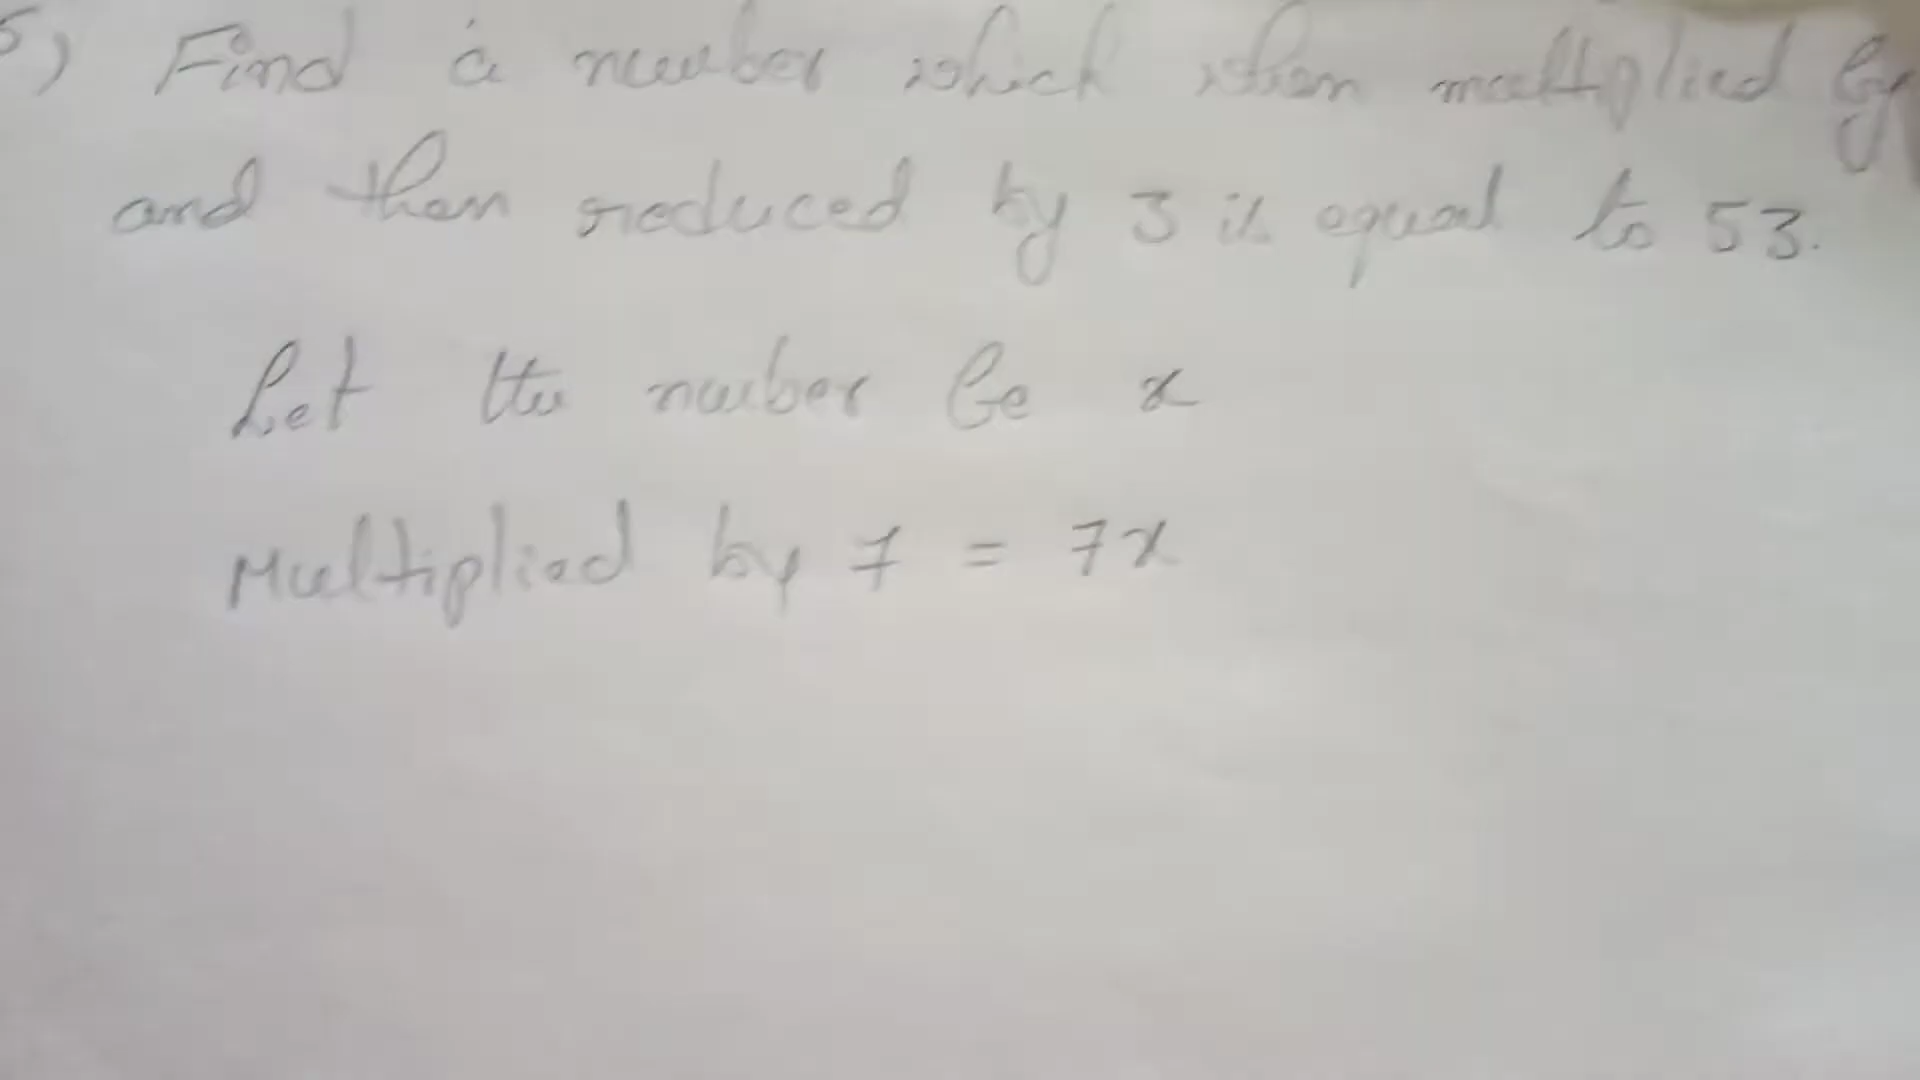 5) Find a number which when multiplied by
and then reduced by 3 is equal to 53.
Let the number be x
Multiplied by 7 = 7x